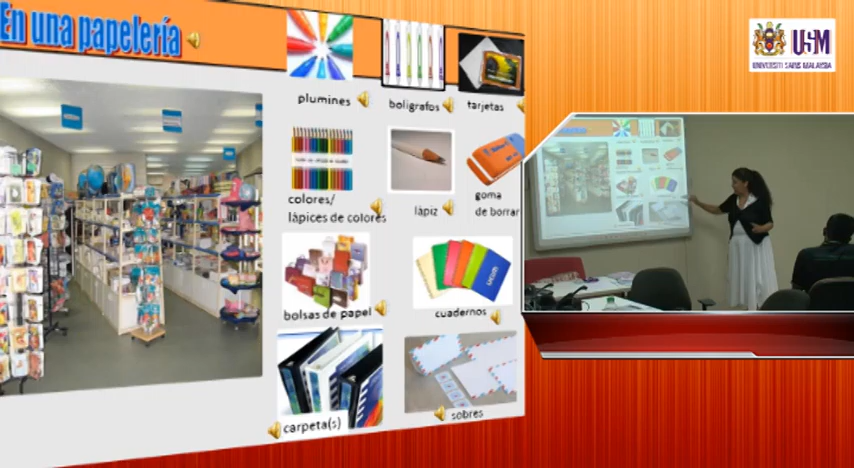 En una papelería
plumines
bolígrafos
tarjetas
colores/
lápices de colores
lápiz
goma
de borrar
bolsas de papel
cuadernos
carpeta(s)
sobres
USM
UNIVERSITI SAINS MALAYSIA